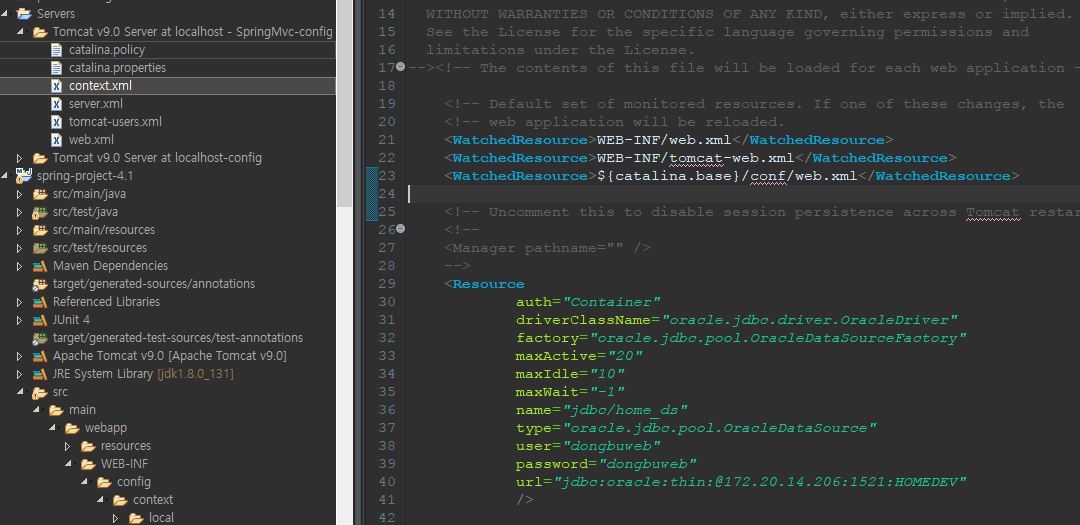 Servers
Tomcat v9.0 Server at localhost - SpringMvc-config
catalina.policy
catalina.properties
context.xml
server.xml
tomcat-users.xml
web.xml
Tomcat v9.0 Server at localhost-config
spring-project-4.1
src/main/java
src/test/java
src/main/resources
src/test/resources
Maven Dependencies
target/generated-sources/annotations
Referenced Libraries
JUnit 4
target/generated-test-sources/test-annotations
Apache Tomcat v9.0 [Apache Tomcat v9.0]
JRE System Library [jdk1.8.0_131]
src
main
webapp
resources
WEB-INF
config
context
local
14 WITHOUT WARRANTIES OR CONDITIONS OF ANY KIND, either express or implied.
15 See the License for the specific language governing permissions and
16 limitations under the License.
17 --><!-- The contents of this file will be loaded for each web application -
18
19 <!-- Default set of monitored resources. If one of these changes, the
20 <!-- web application will be reloaded.
21 <WatchedResource>WEB-INF/web.xml</WatchedResource>
22 <WatchedResource>WEB-INF/tomcat-web.xml</WatchedResource>
23 <WatchedResource>${catalina.base}/conf/web.xml</WatchedResource>
24
25 <!-- Uncomment this to disable session persistence across Tomcat restar
26 <!--
27 <Manager pathname="" />
28 -->
29 <Resource
30 auth="Container"
31 driverClassName="oracle.jdbc.driver.OracleDriver"
32 factory="oracle.jdbc.pool.OracleDataSourceFactory"
33 maxActive="20"
34 maxIdle="10"
35 maxWait="-1"
36 name="jdbc/home_ds"
37 type="oracle.jdbc.pool.OracleDataSource"
38 user="dongbuweb"
39 password="dongbuweb"
40 url="jdbc:oracle:thin:@172.20.14.206:1521:HOMEDEV"
41 />
42